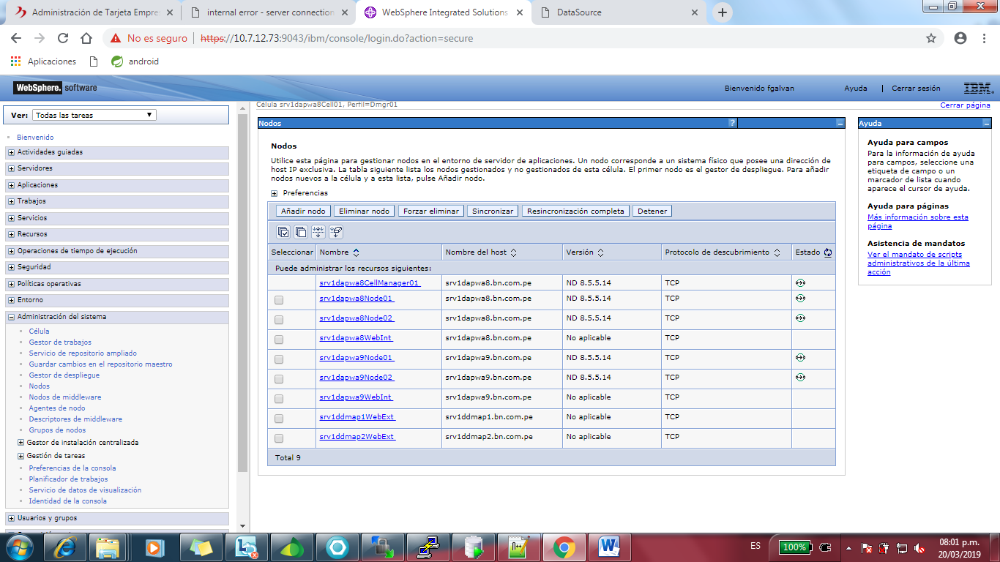 Administración de Tarjeta Empre
internal error - server connection
WebSphere Integrated Solutions
DataSource
No es seguro | https://10.7.12.73:9043/ibm/console/login.do?action=secure
Aplicaciones
android
WebSphere. software
Bienvenido fgalvan
Ayuda | Cerrar sesión
IBM.
Ver: Todas las tareas
Bienvenido
Actividades guiadas
Servidores
Aplicaciones
Trabajos
Servicios
Recursos
Operaciones de tiempo de ejecución
Seguridad
Políticas operativas
Entorno
Administración del sistema
Célula
Gestor de trabajos
Servicio de repositorio ampliado
Guardar cambios en el repositorio maestro
Gestor de despliegue
Nodos
Nodos de middleware
Agentes de nodo
Descriptores de middleware
Grupos de nodos
Gestor de instalación centralizada
Gestión de tareas
Preferencias de la consola
Planificador de trabajos
Servicio de datos de visualización
Identidad de la consola
Usuarios y grupos
Célula srv1dapwa8Cell01, Perfil=Dmgr01
Cerrar página
Nodos
?
Nodos
Utilice esta página para gestionar nodos en el entorno de servidor de aplicaciones. Un nodo corresponde a un sistema físico que posee una dirección de
host IP exclusiva. La tabla siguiente lista los nodos gestionados y no gestionados de esta célula. El primer nodo es el gestor de despliegue. Para añadir
nodos nuevos a la célula y a esta lista, pulse Añadir nodo.
Preferencias
Añadir nodo Eliminar nodo Forzar eliminar Sincronizar Resincronización completa Detener
Seleccionar Nombre Nombre del host Versión Protocolo de descubrimiento Estado
Puede administrar los recursos siguientes:
srv1dapwa8CellManager01 srv1dapwa8.bn.com.pe ND 8.5.5.14 TCP
srv1dapwa8Node01 srv1dapwa8.bn.com.pe ND 8.5.5.14 TCP
srv1dapwa8Node02 srv1dapwa8.bn.com.pe ND 8.5.5.14 TCP
srv1dapwa8WebInt srv1dapwa8.bn.com.pe No aplicable TCP
srv1dapwa9Node01 srv1dapwa9.bn.com.pe ND 8.5.5.14 TCP
srv1dapwa9Node02 srv1dapwa9.bn.com.pe ND 8.5.5.14 TCP
srv1dapwa9WebInt srv1dapwa9.bn.com.pe No aplicable TCP
srv1ddmap1WebExt srv1ddmap1.bn.com.pe No aplicable TCP
srv1ddmap2WebExt srv1ddmap2.bn.com.pe No aplicable TCP
Total 9
Ayuda
Ayuda para campos
Para la información de ayuda
para campos, seleccione una
etiqueta de campo o un
marcador de lista cuando
aparece el cursor de ayuda.
Ayuda para páginas
Más información sobre esta
página
Asistencia de mandatos
Ver el mandato de scripts
administrativos de la última
acción
ES
100%
08:01 p.m.
20/03/2019